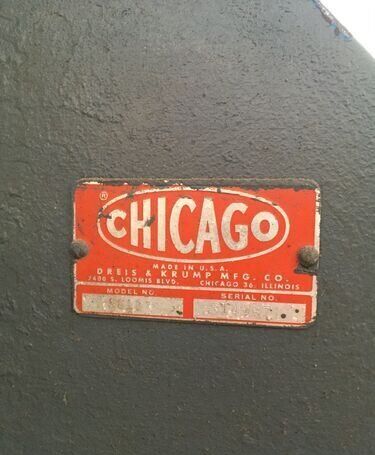 ®
CHICAGO
MADE IN U.S.A.
DREIS & KRUMP MFG. CO.
7400 S. LOOMIS BLVD. CHICAGO 36, ILLINOIS
MODEL NO. SERIAL NO.